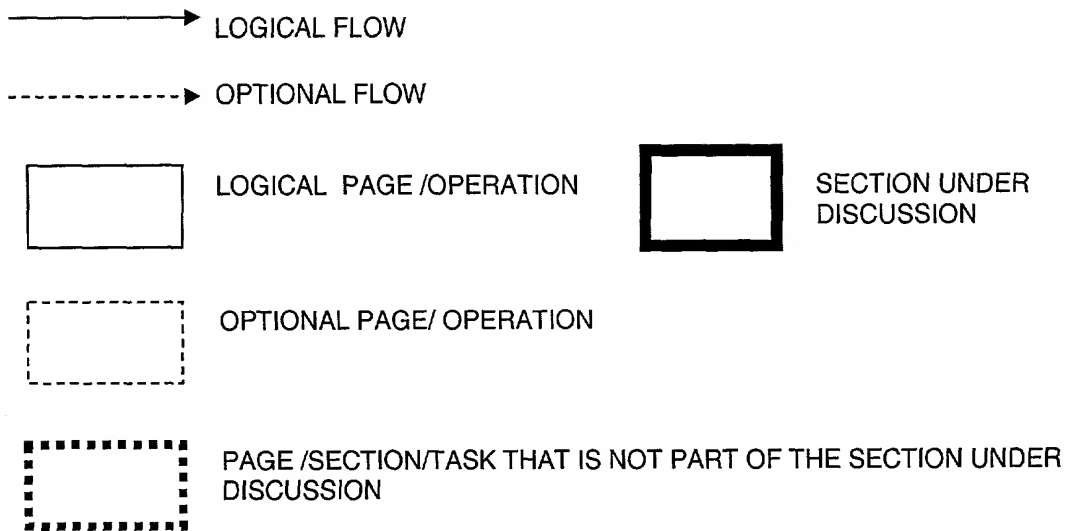 LOGICAL FLOW
OPTIONAL FLOW
LOGICAL PAGE /OPERATION
SECTION UNDER
DISCUSSION
OPTIONAL PAGE/ OPERATION
PAGE /SECTION/TASK THAT IS NOT PART OF THE SECTION UNDER
DISCUSSION